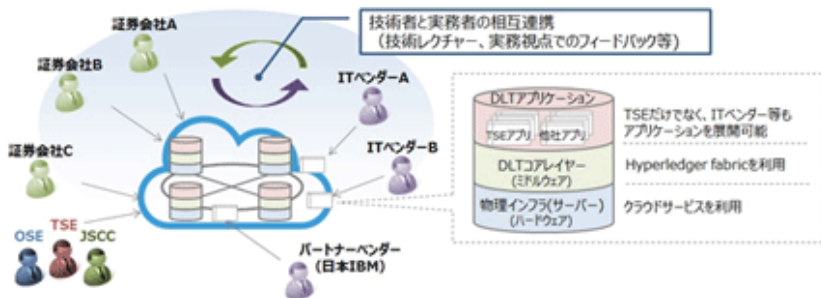 技術者と実務者の相互連携
（技術レクチャー、実務視点でのフィードバック等）
証券会社A
証券会社B
証券会社C
ITベンダーA
ITベンダーB
OSE
TSE
JSCC
パートナーベンダー
（日本IBM）
DLTアプリケーション
TSEアプリ
他社アプリ
DLTコアレイヤー
（ミドルウェア）
物理インフラ(サーバー)
(ハードウェア)
TSEだけでなく、ITベンダー等も
アプリケーションを展開可能
Hyperledger fabricを利用
クラウドサービスを利用